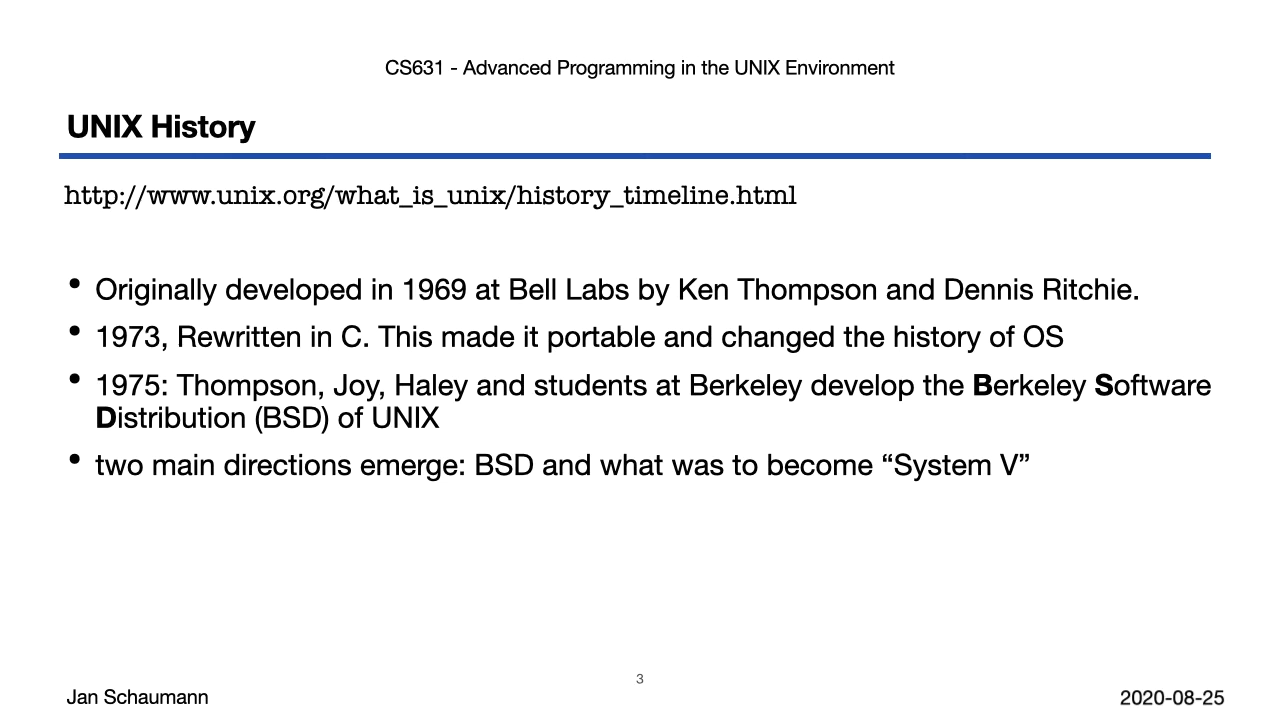 CS631 - Advanced Programming in the UNIX Environment
UNIX History
http://www.unix.org/what_is_unix/history_timeline.html
• Originally developed in 1969 at Bell Labs by Ken Thompson and Dennis Ritchie.
• 1973, Rewritten in C. This made it portable and changed the history of OS
• 1975: Thompson, Joy, Haley and students at Berkeley develop the Berkeley Software
Distribution (BSD) of UNIX
• two main directions emerge: BSD and what was to become “System V”
3
Jan Schaumann
2020-08-25